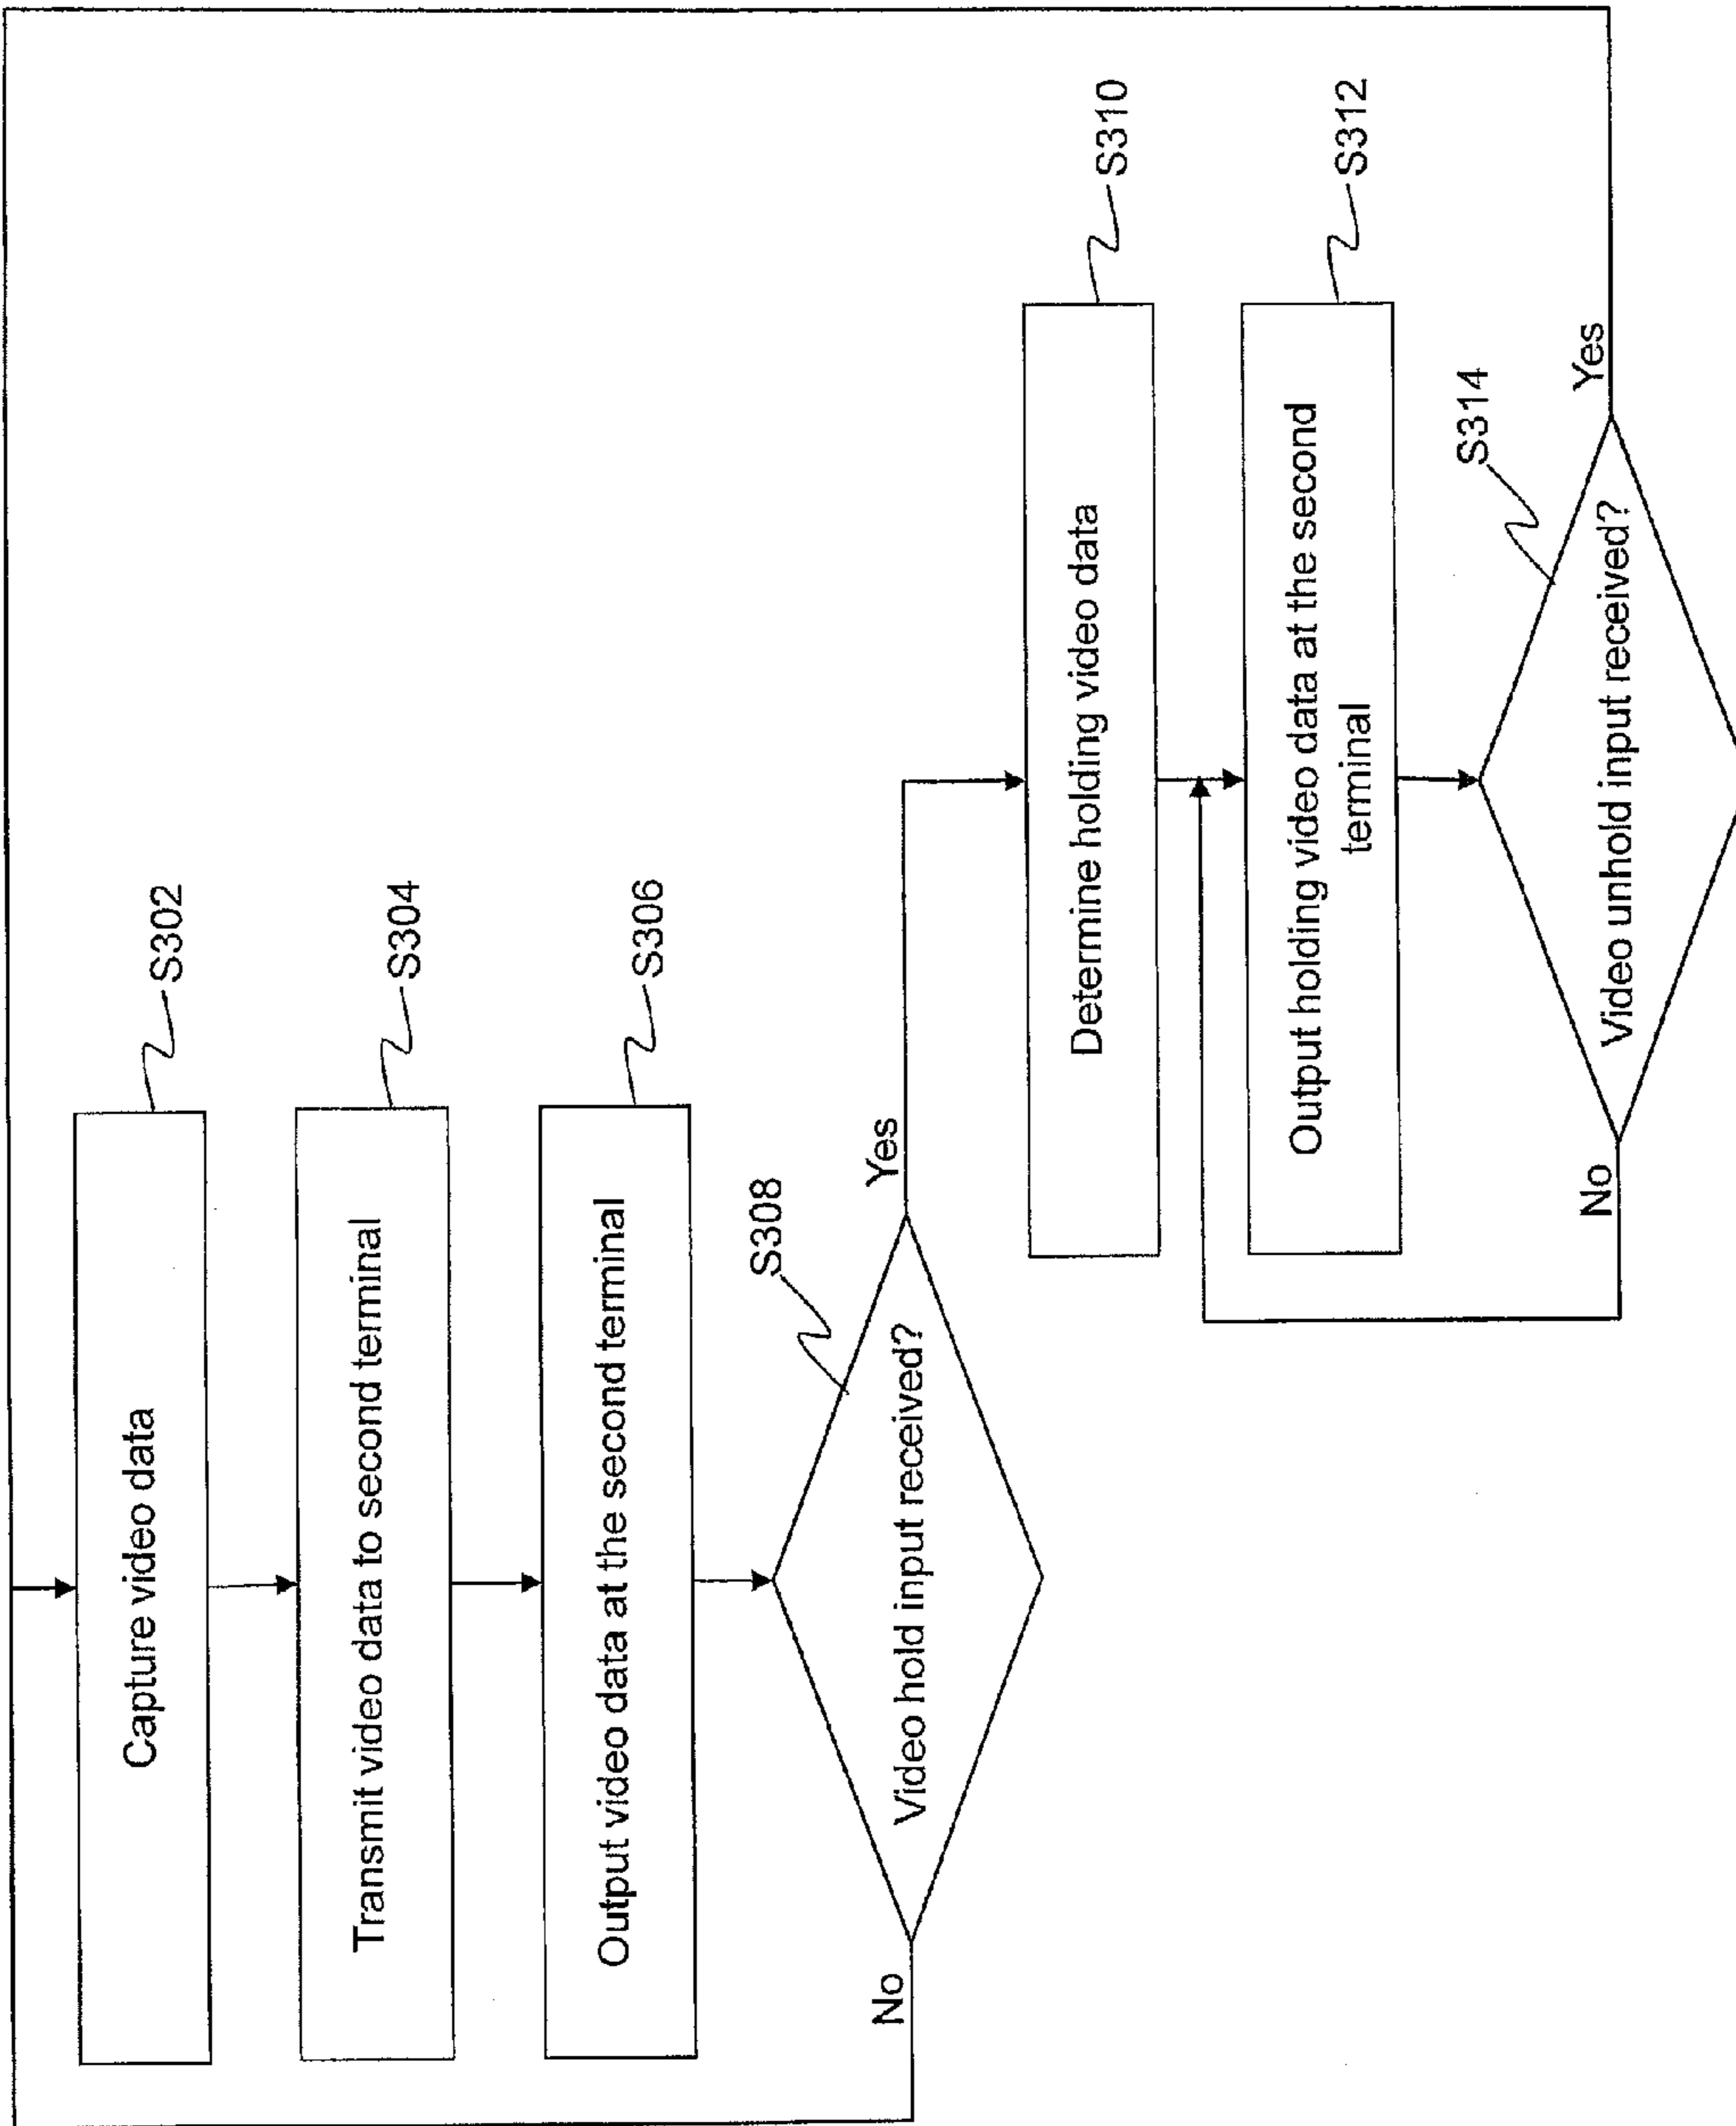 Capture video data
S302
Transmit video data to second terminal
S304
Output video data at the second terminal
S306
Video hold input received?
S308
No
Yes
Determine holding video data
S310
Output holding video data at the second
terminal
S312
Video unhold input received?
S314
No
Yes